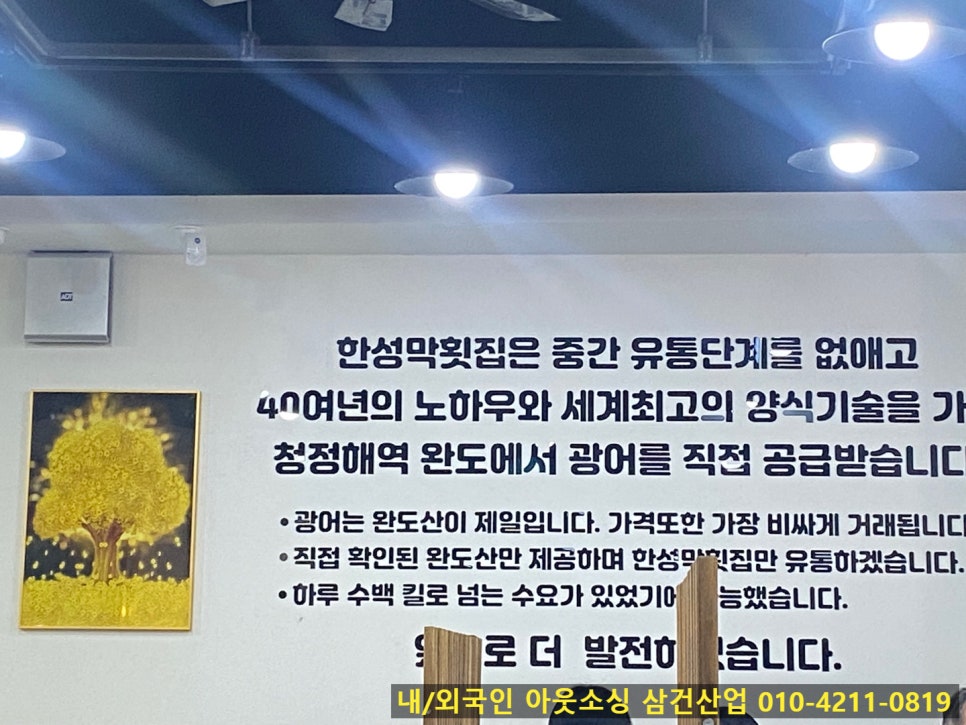 ADT
한성막횟집은 중간 유통단계를 없애고
40여년의 노하우와 세계최고의 양식기술을 가
청정해역 완도에서 광어를 직접 공급받습니다
• 광어는 완도산이 제일입니다. 가격또한 가장 비싸게 거래됩니다
• 직접 확인된 완도산만 제공하며 한성막횟집만 유통하겠습니다.
• 하루 수백 킬로 넘는 수요가 있었기에 가능했습니다.
로 더 발전하겠습니다.
내/외국인 아웃소싱 삼건산업 010-4211-0819